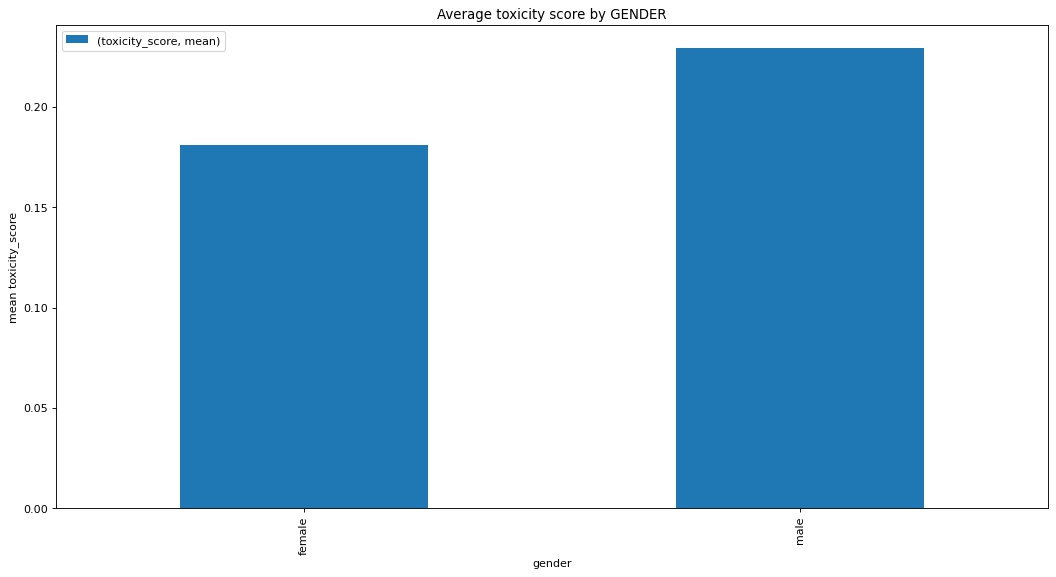 Average toxicity score by GENDER
(toxicity_score, mean)
mean toxicity_score
0.20
0.15
0.10
0.05
0.00
female
male
gender